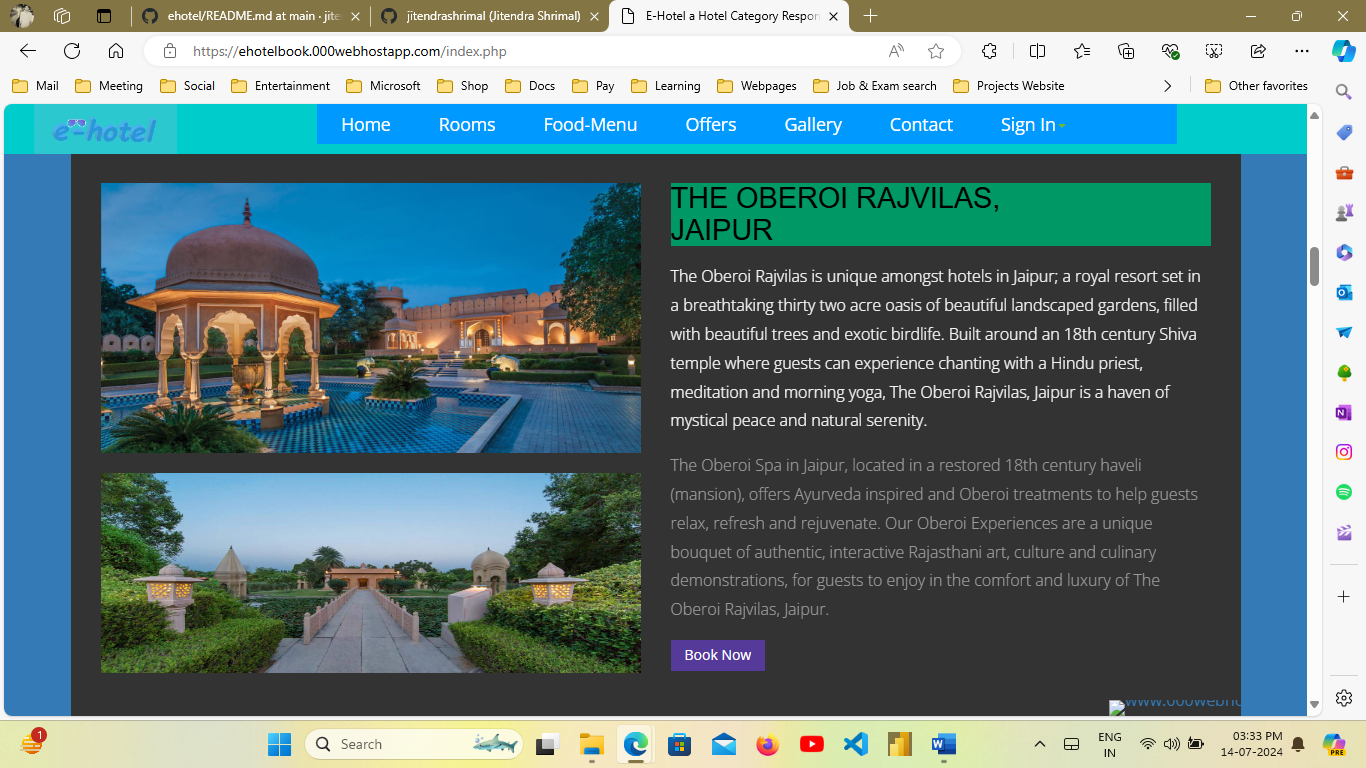 ehotel/README.md at main · jite
jitendrashrimal (Jitendra Shrimal)
E-Hotel a Hotel Category Respon
https://ehotelbook.000webhostapp.com/index.php
Mail Meeting Social Entertainment Microsoft Shop Docs Pay Learning Webpages Job & Exam search Projects Website Other favorites
e-hotel
Home Rooms Food-Menu Offers Gallery Contact Sign In
THE OBEROI RAJVILAS,
JAIPUR
The Oberoi Rajvilas is unique amongst hotels in Jaipur; a royal resort set in
a breathtaking thirty two acre oasis of beautiful landscaped gardens, filled
with beautiful trees and exotic birdlife. Built around an 18th century Shiva
temple where guests can experience chanting with a Hindu priest,
meditation and morning yoga, The Oberoi Rajvilas, Jaipur is a haven of
mystical peace and natural serenity.
The Oberoi Spa in Jaipur, located in a restored 18th century haveli
(mansion), offers Ayurveda inspired and Oberoi treatments to help guests
relax, refresh and rejuvenate. Our Oberoi Experiences are a unique
bouquet of authentic, interactive Rajasthani art, culture and culinary
demonstrations, for guests to enjoy in the comfort and luxury of The
Oberoi Rajvilas, Jaipur.
Book Now
www.000webho
1
Search
ENG
IN
03:33 PM
14-07-2024
PRE